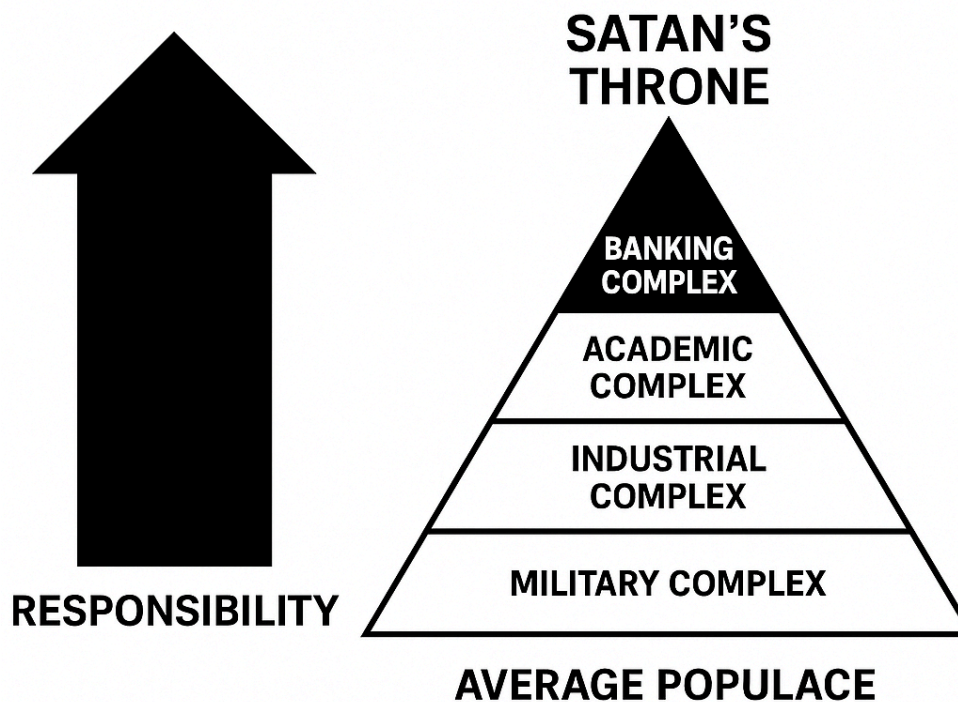 SATAN’S
THRONE
BANKING
COMPLEX
ACADEMIC
COMPLEX
INDUSTRIAL
COMPLEX
MILITARY COMPLEX
RESPONSIBILITY
AVERAGE POPULACE